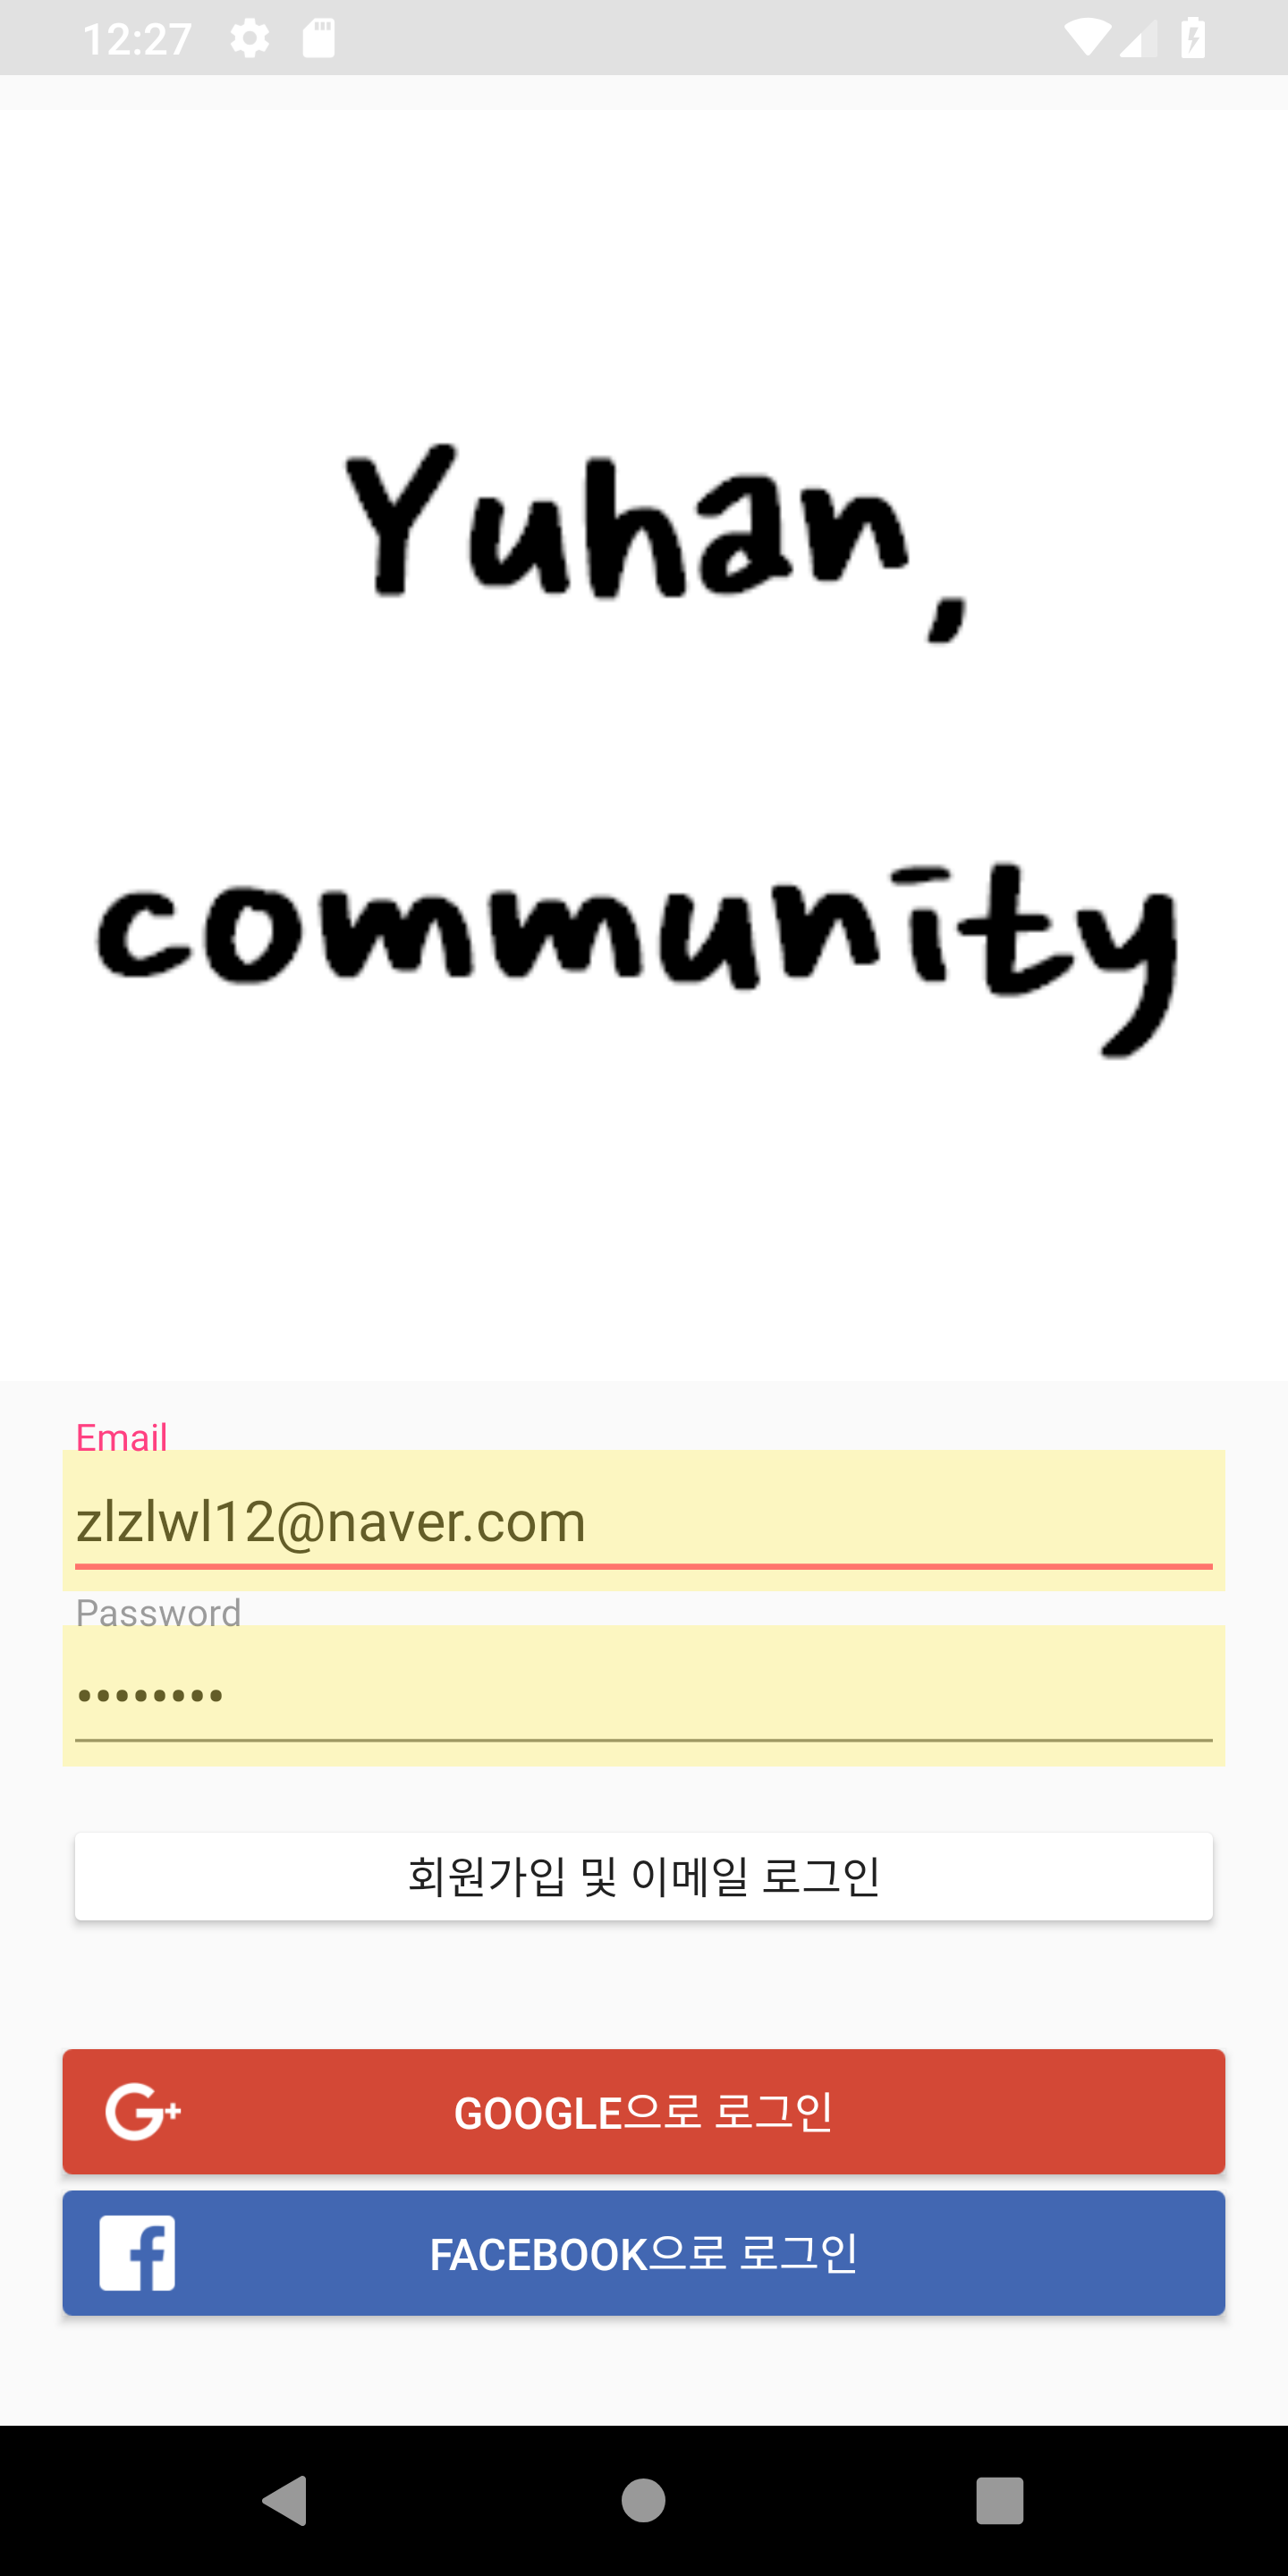 12:27
Yuhan,
community
Email
zlzlwl12@naver.com
Password
••••••••
회원가입 및 이메일 로그인
G+
GOOGLE으로 로그인
f
FACEBOOK으로 로그인